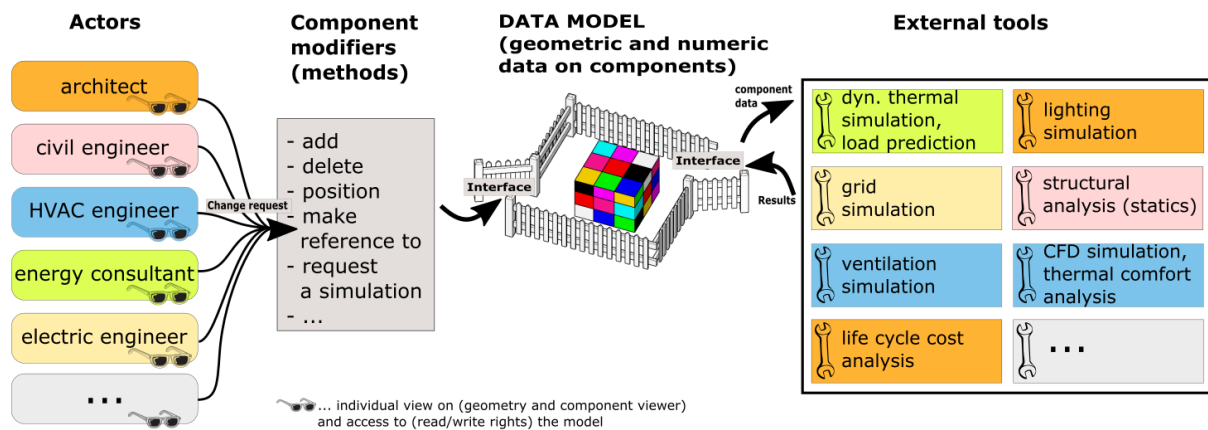 Actors
architect
civil engineer
HVAC engineer
energy consultant
electric engineer
...
Change request
Component
modifiers
(methods)
- add
- delete
- position
- make
reference to
- request
a simulation
- ...
DATA MODEL
(geometric and numeric
data on components)
Interface
Interface
component
data
Results
External tools
dyn. thermal
simulation,
load prediction
lighting
simulation
grid
simulation
structural
analysis (statics)
ventilation
simulation
CFD simulation,
thermal comfort
analysis
life cycle cost
analysis
...
... individual view on (geometry and component viewer)
and access to (read/write rights) the model